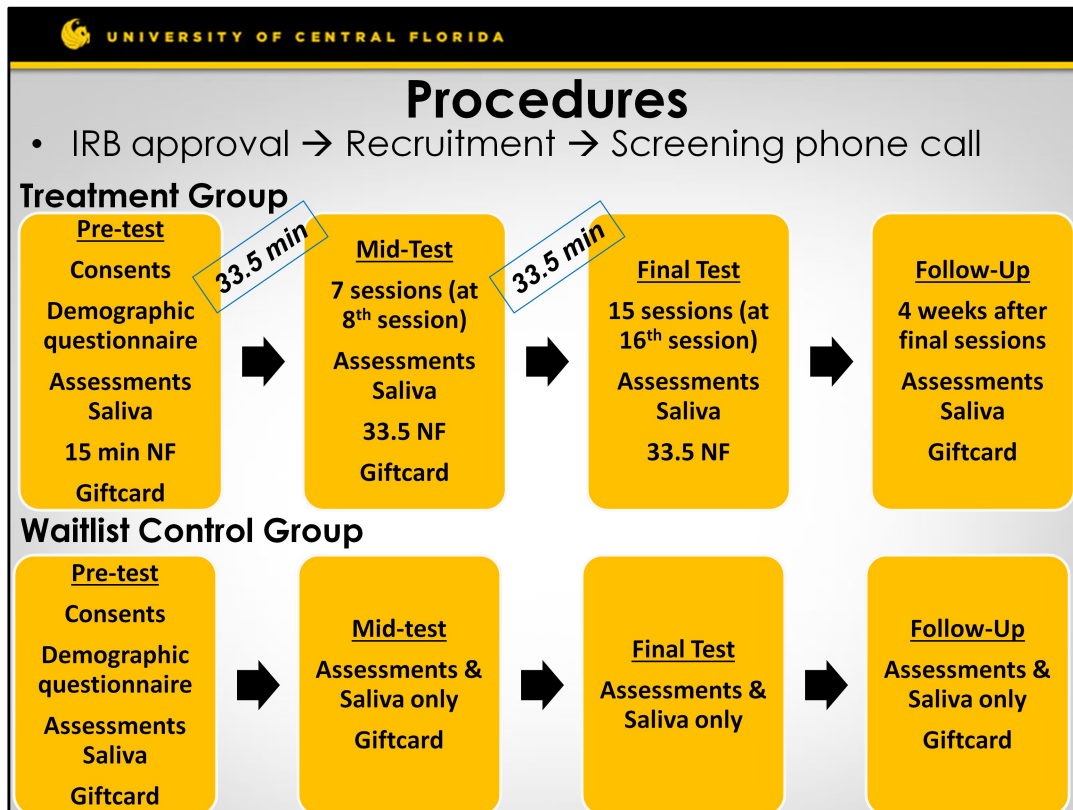 UNIVERSITY OF CENTRAL FLORIDA
Procedures
• IRB approval → Recruitment → Screening phone call
Treatment Group
Pre-test
Consents
Demographic
questionnaire
Assessments
Saliva
15 min NF
Giftcard
33.5 min
Mid-Test
7 sessions (at
8th session)
Assessments
Saliva
33.5 NF
Giftcard
33.5 min
Final Test
15 sessions (at
16th session)
Assessments
Saliva
33.5 NF
Follow-Up
4 weeks after
final sessions
Assessments
Saliva
Giftcard
Waitlist Control Group
Pre-test
Consents
Demographic
questionnaire
Assessments
Saliva
Giftcard
Mid-test
Assessments &
Saliva only
Giftcard
Final Test
Assessments &
Saliva only
Follow-Up
Assessments &
Saliva only
Giftcard